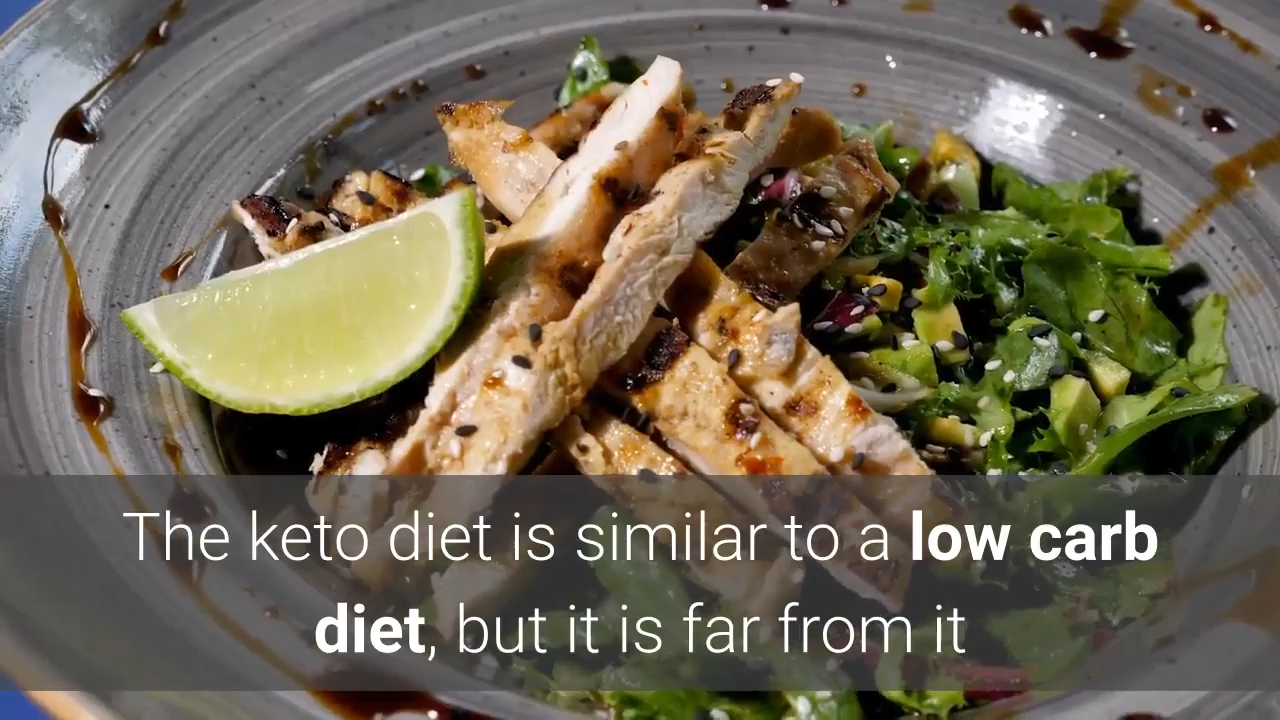 The keto diet is similar to a low carb
diet, but it is far from it